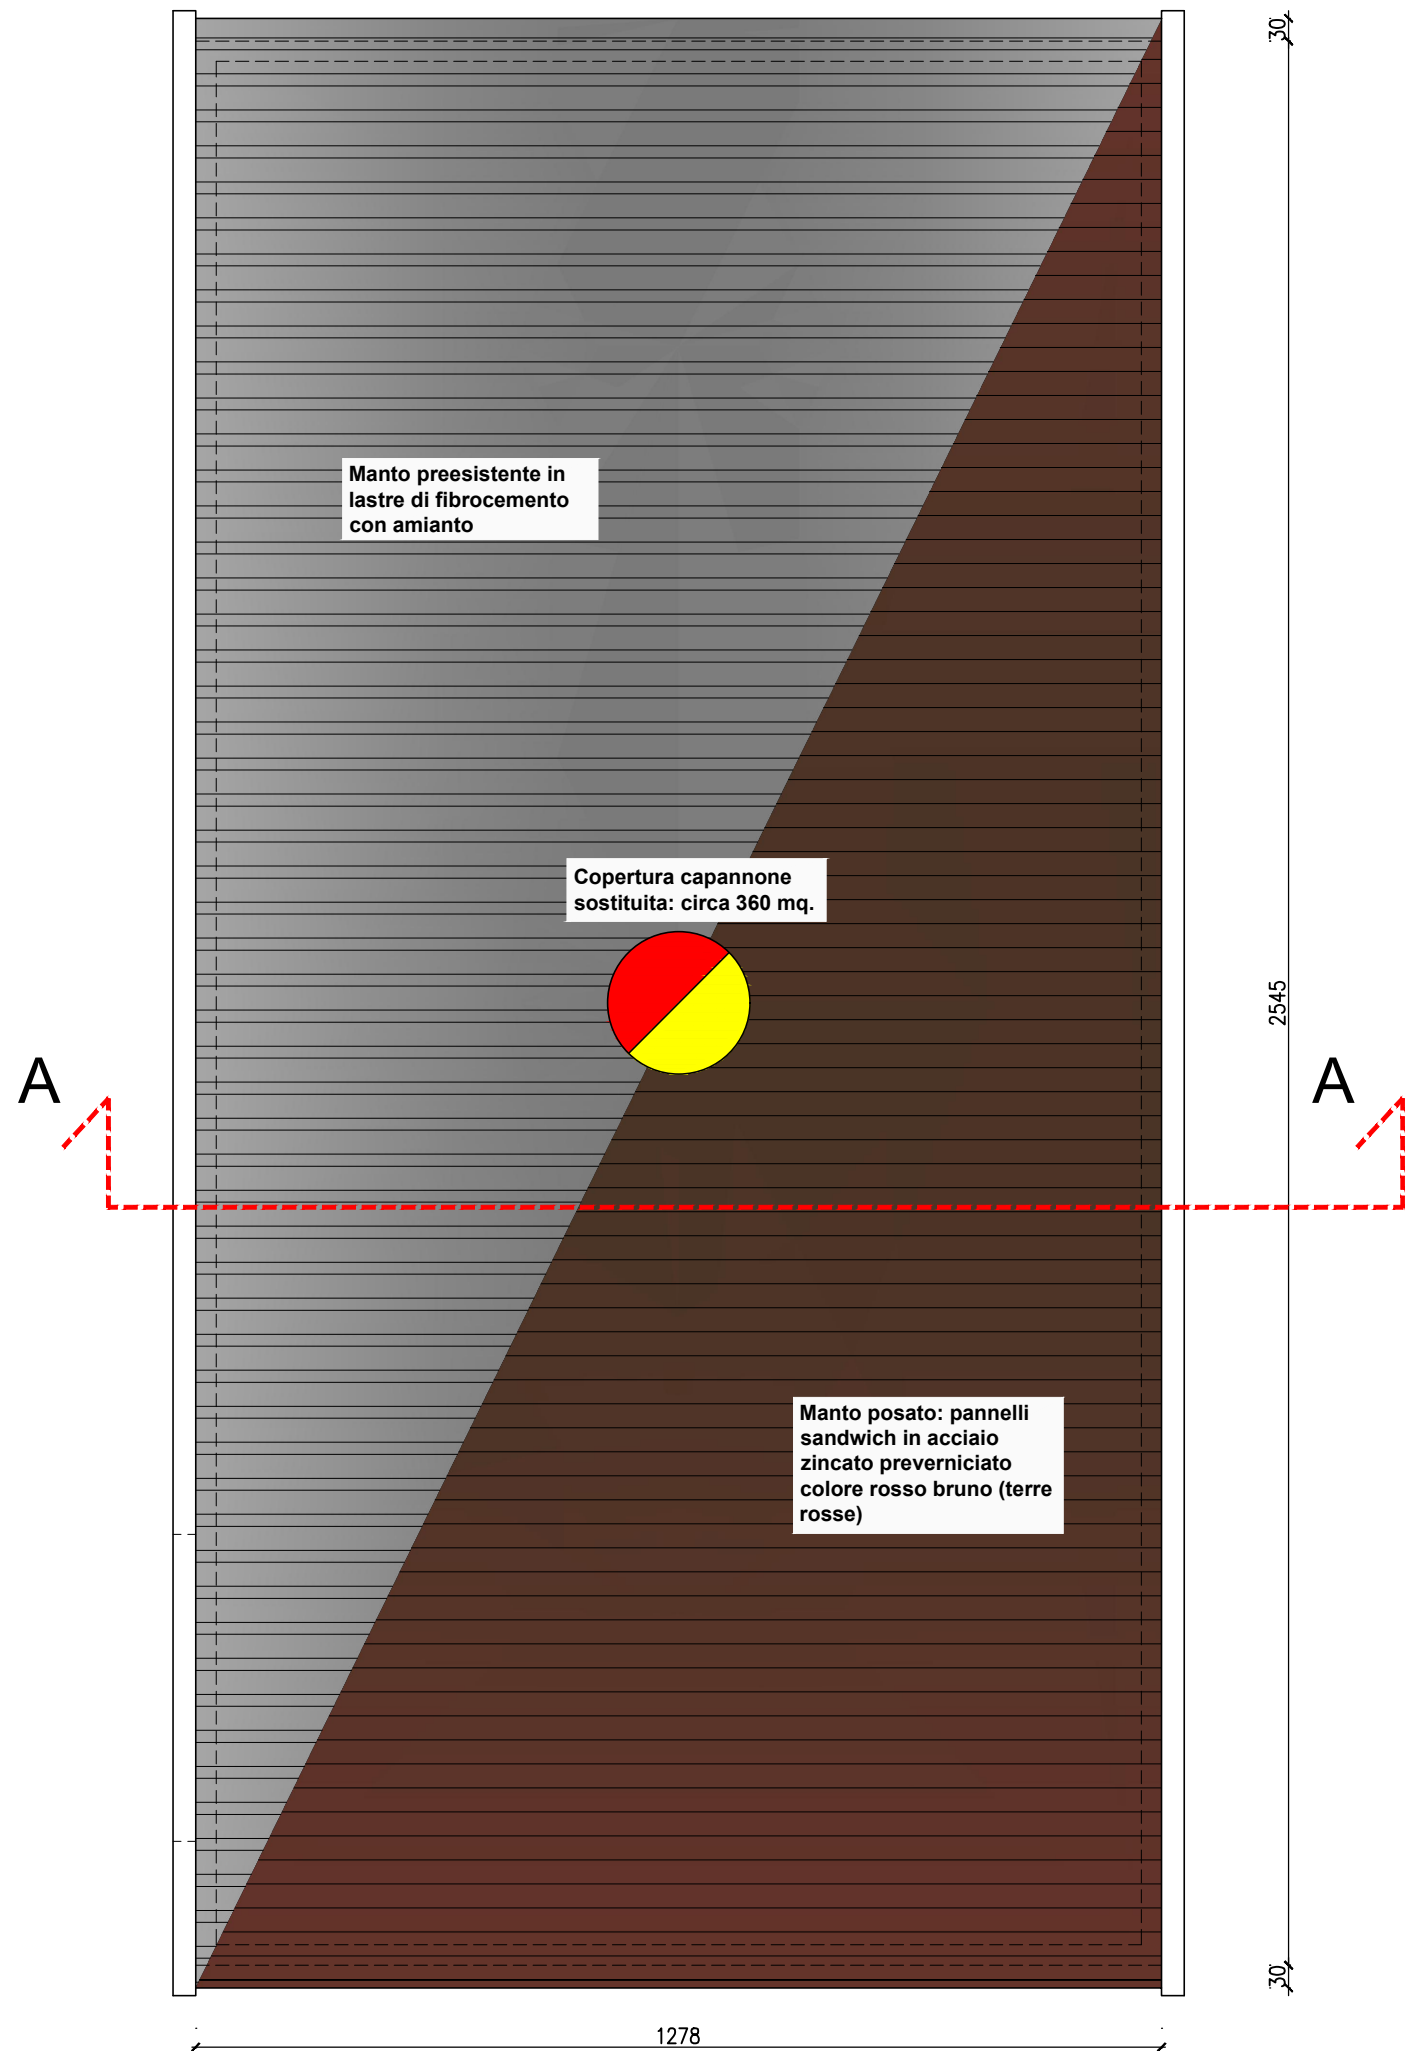 30
Manto preesistente in
lastre di fibrocemento
con amianto
Copertura capannone
sostituita: circa 360 mq.
2545
A
A
Manto posato: pannelli
sandwich in acciaio
zincato preverniciato
colore rosso bruno (terre
rosse)
30
1278